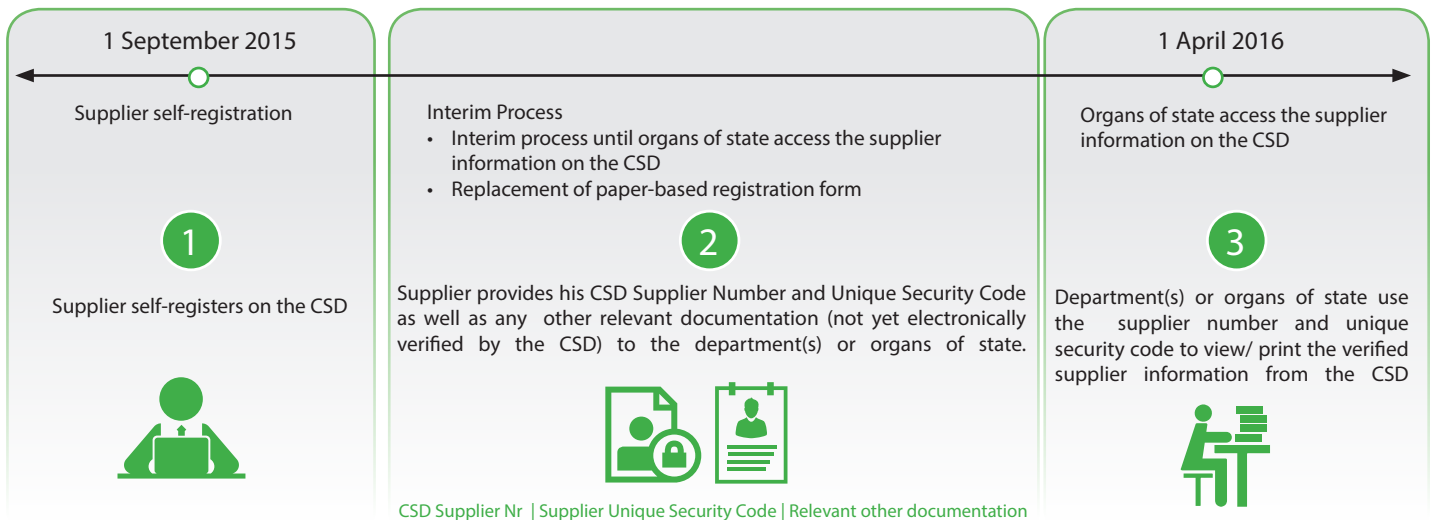 1 September 2015
Supplier self-registration
1
Supplier self-registers on the CSD
Interim Process
• Interim process until organs of state access the supplier
information on the CSD
• Replacement of paper-based registration form
2
Supplier provides his CSD Supplier Number and Unique Security Code
as well as any other relevant documentation (not yet electronically
verified by the CSD) to the department(s) or organs of state.
CSD Supplier Nr | Supplier Unique Security Code | Relevant other documentation
1 April 2016
Organs of state access the supplier
information on the CSD
3
Department(s) or organs of state use
the supplier number and unique
security code to view/ print the verified
supplier information from the CSD